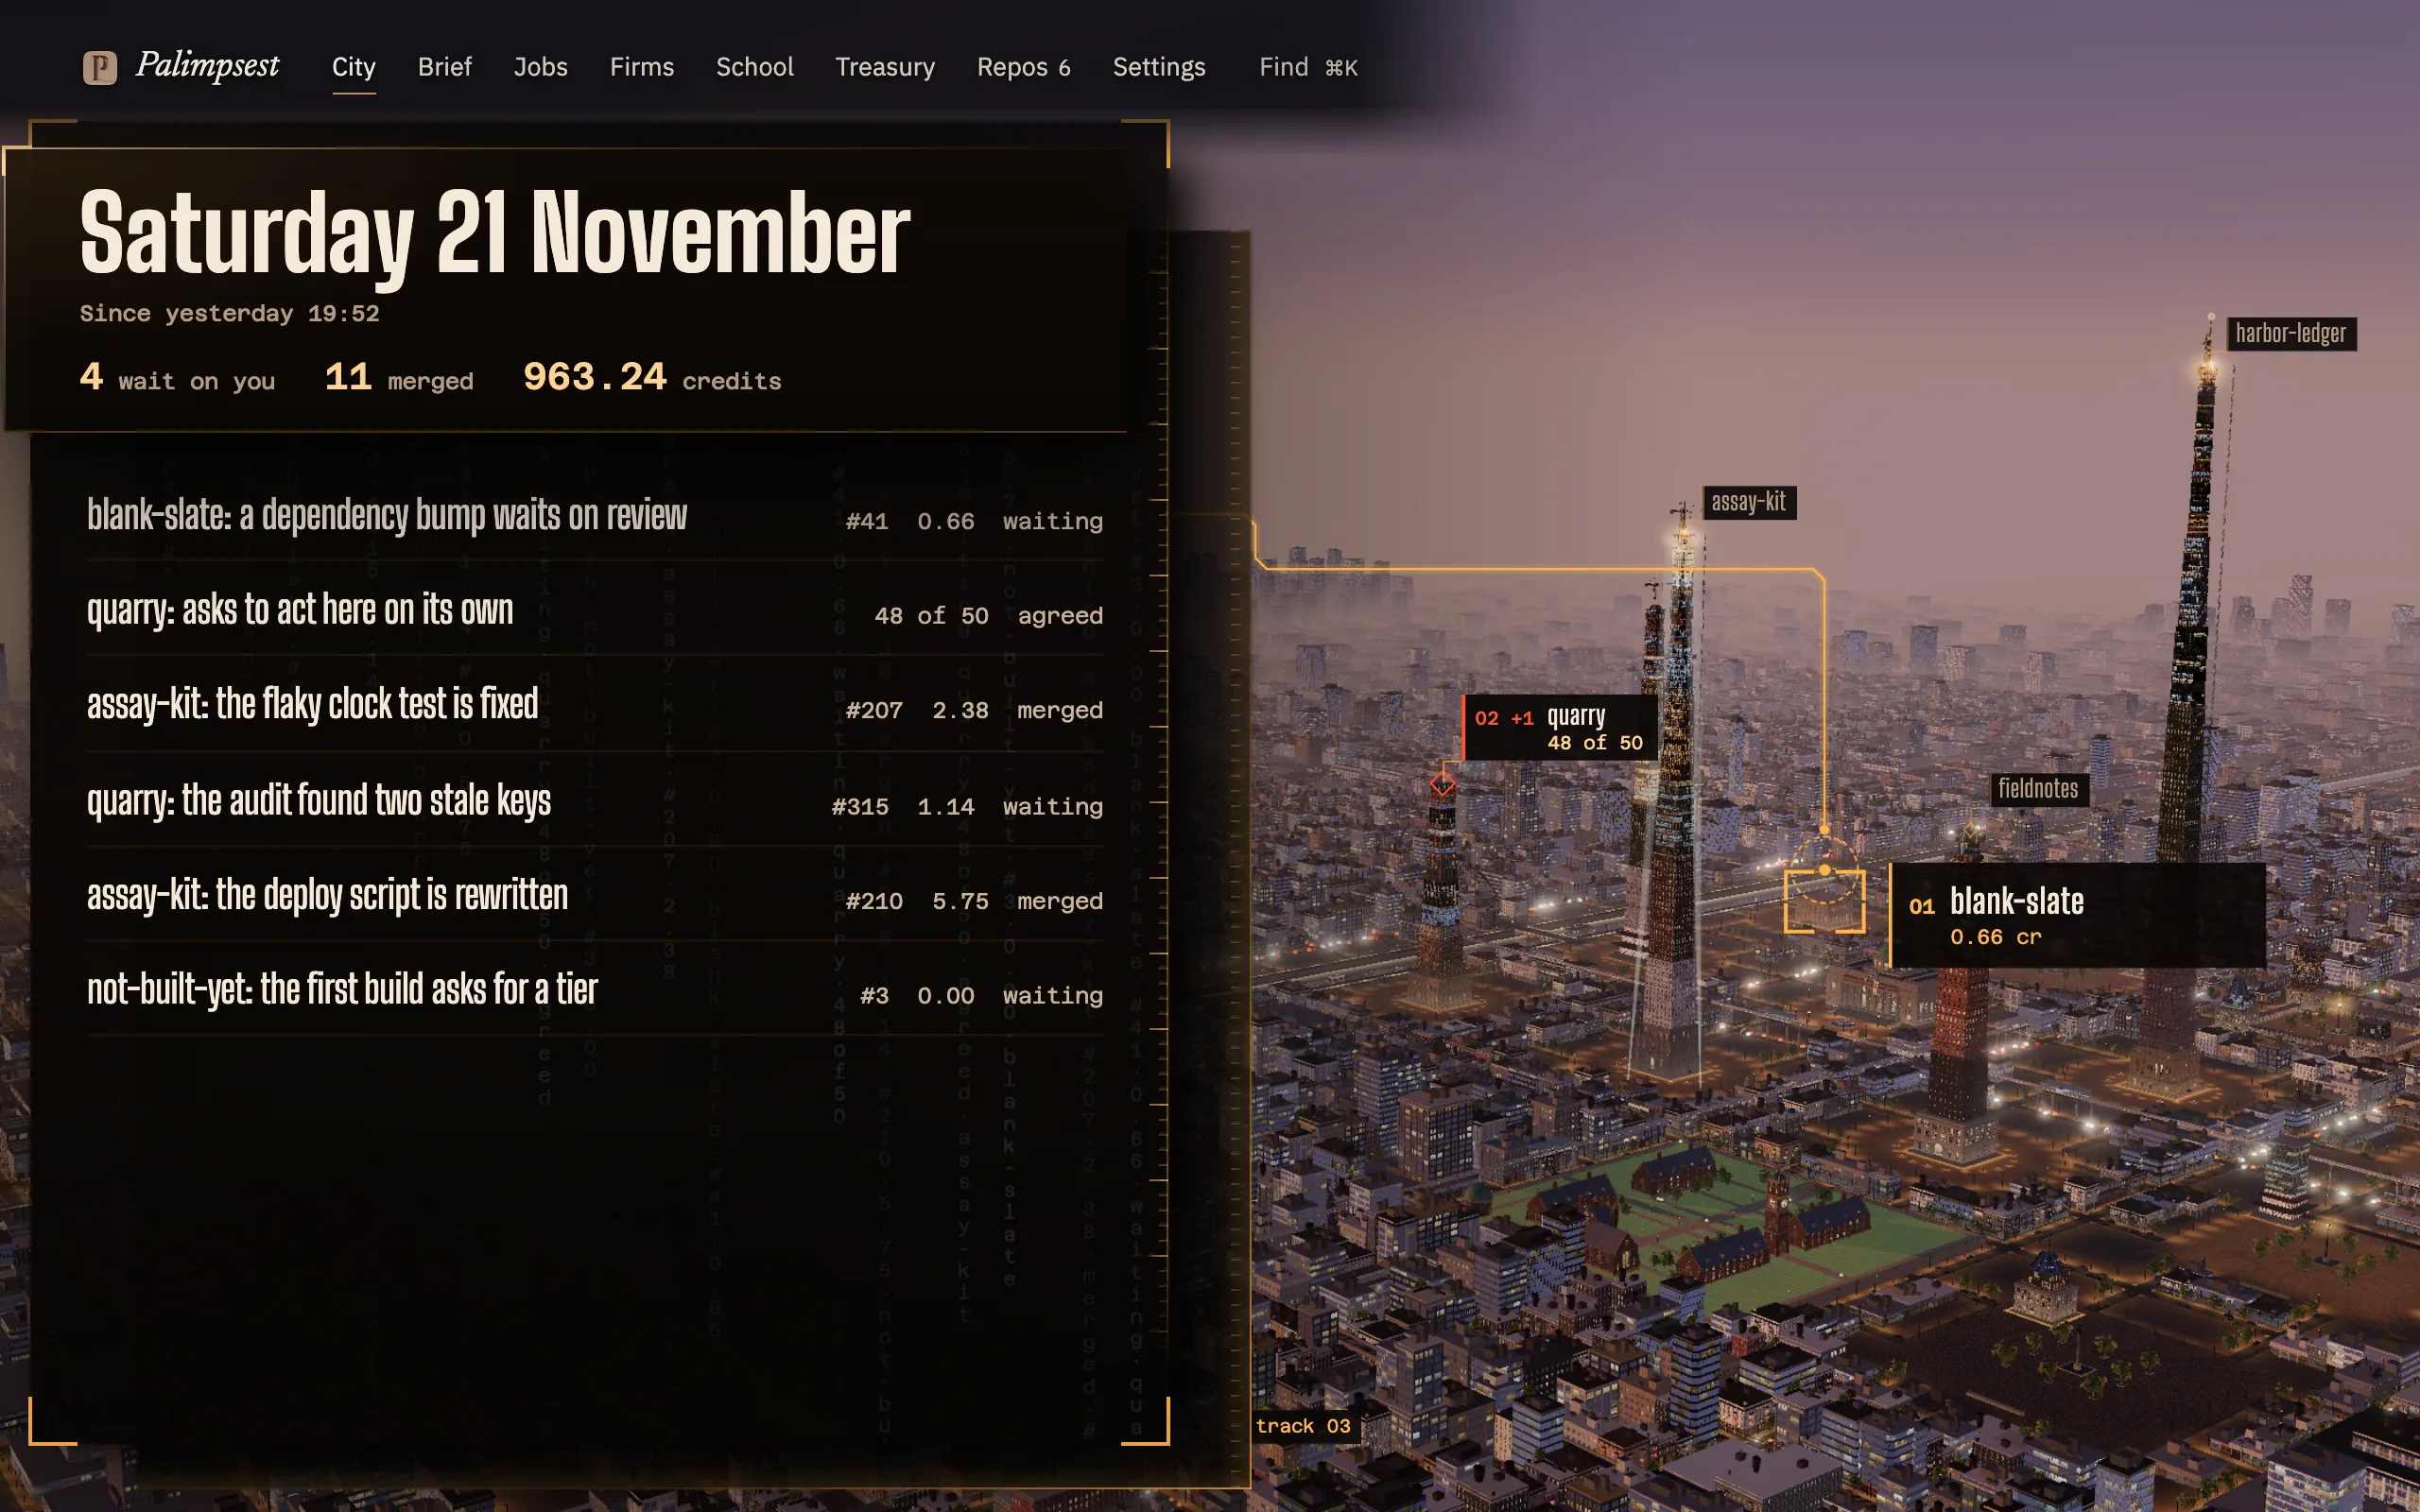 P Palimpsest City Brief Jobs Firms School Treasury Repos 6 Settings Find ⌘K
Saturday 21 November
Since yesterday 19:52
4 wait on you 11 merged 963.24 credits
blank-slate: a dependency bump waits on review #41 0.66 waiting
quarry: asks to act here on its own 48 of 50 agreed
assay-kit: the flaky clock test is fixed #207 2.38 merged
quarry: the audit found two stale keys #315 1.14 waiting
assay-kit: the deploy script is rewritten #210 5.75 merged
not-built-yet: the first build asks for a tier #3 0.00 waiting
harbor-ledger
assay-kit
02 +1 quarry
48 of 50
fieldnotes
01 blank-slate
0.66 cr
track 03